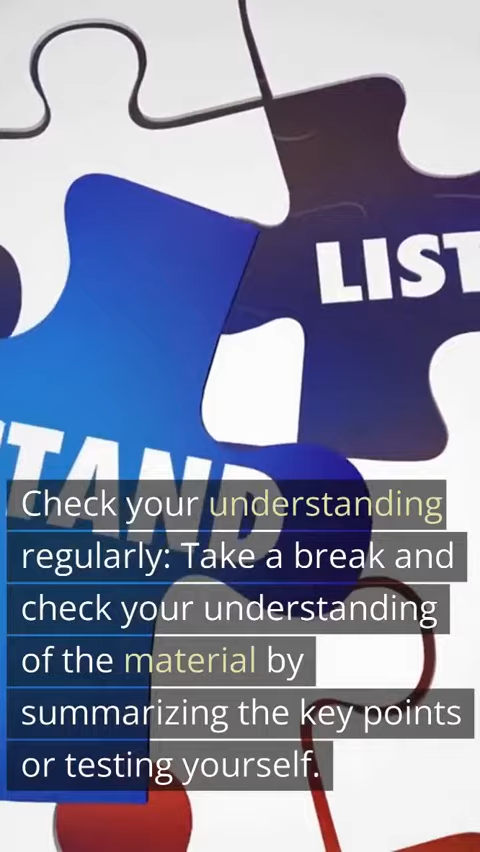 LIST
TAND
Check your understanding
regularly: Take a break and
check your understanding
of the material by
summarizing the key points
or testing yourself.